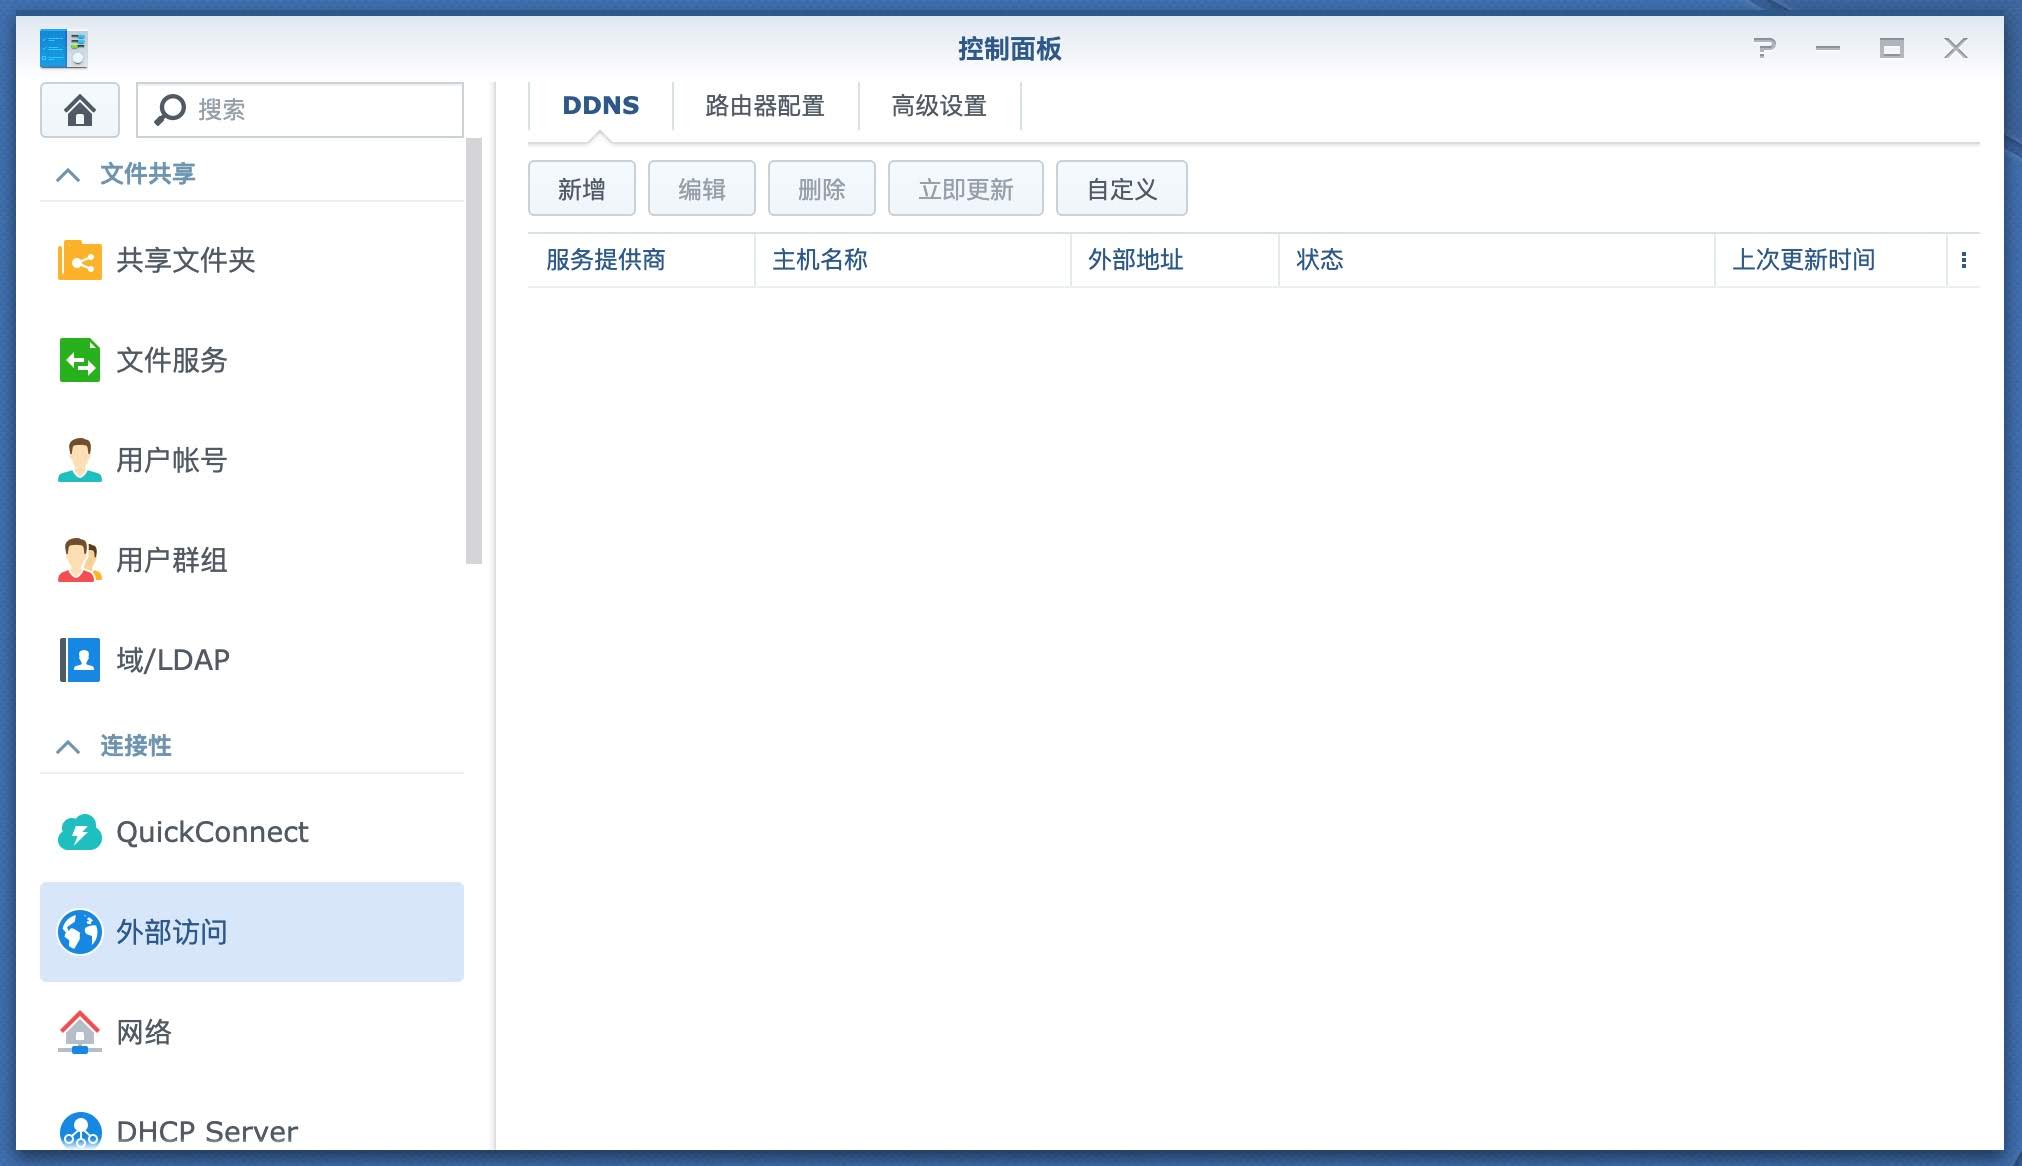 控制面板
搜索
文件共享
共享文件夹
文件服务
用户帐号
用户群组
域/LDAP
连接性
QuickConnect
外部访问
网络
DHCP Server
DDNS 路由器配置 高级设置
新增 编辑 删除 立即更新 自定义
服务提供商 主机名称 外部地址 状态 上次更新时间